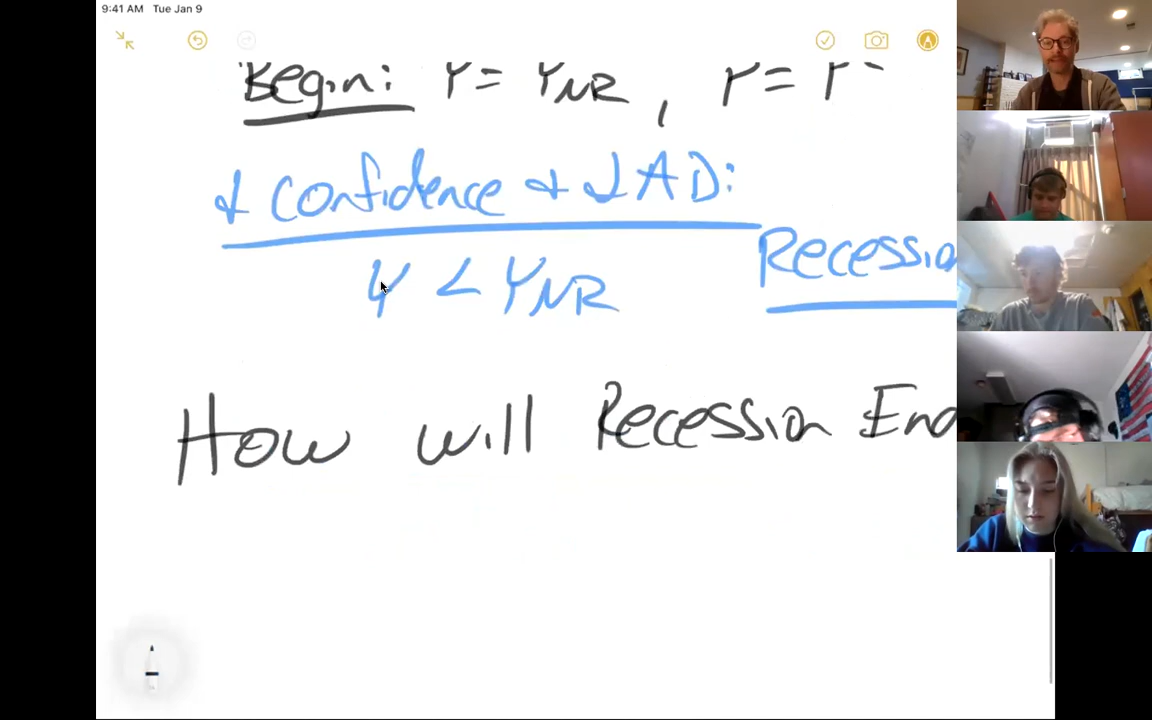 9:41 AM Tue Jan 9
Begin: Y = YNR , r = r
↓ Confidence → ↓ AD:
Y < YNR
Recessio
How will Recession End